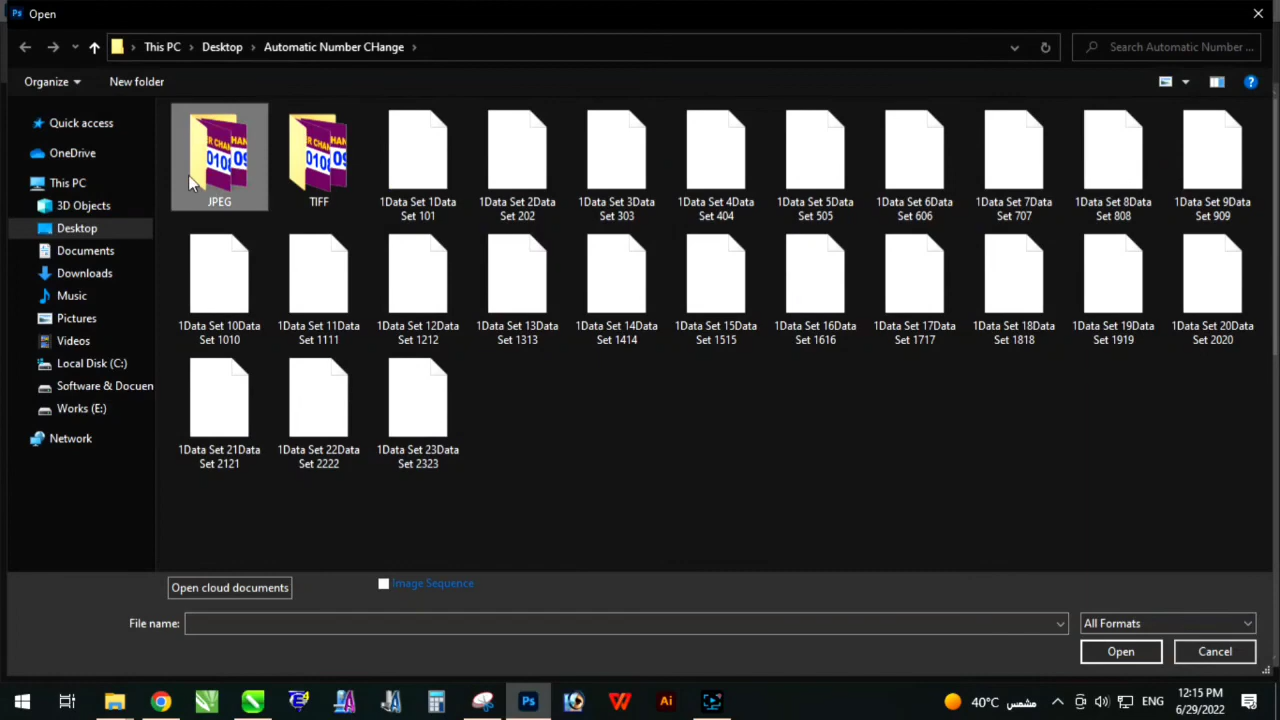 Open
This PC
Desktop
Automatic Number CHange
Search Automatic Number ...
Organize
New folder
Quick access
OneDrive
This PC
3D Objects
Desktop
Documents
Downloads
Music
Pictures
Videos
Local Disk (C:)
Software & Docuen
Works (E:)
Network
JPEG
TIFF
1Data Set 1Data
Set 101
1Data Set 2Data
Set 202
1Data Set 3Data
Set 303
1Data Set 4Data
Set 404
1Data Set 5Data
Set 505
1Data Set 6Data
Set 606
1Data Set 7Data
Set 707
1Data Set 8Data
Set 808
1Data Set 9Data
Set 909
1Data Set 10Data
Set 1010
1Data Set 11Data
Set 1111
1Data Set 12Data
Set 1212
1Data Set 13Data
Set 1313
1Data Set 14Data
Set 1414
1Data Set 15Data
Set 1515
1Data Set 16Data
Set 1616
1Data Set 17Data
Set 1717
1Data Set 18Data
Set 1818
1Data Set 19Data
Set 1919
1Data Set 20Data
Set 2020
1Data Set 21Data
Set 2121
1Data Set 22Data
Set 2222
1Data Set 23Data
Set 2323
Open cloud documents
Image Sequence
File name:
All Formats
Open
Cancel
Ps
Ai
40°C مشمس
ENG
12:15 PM
6/29/2022